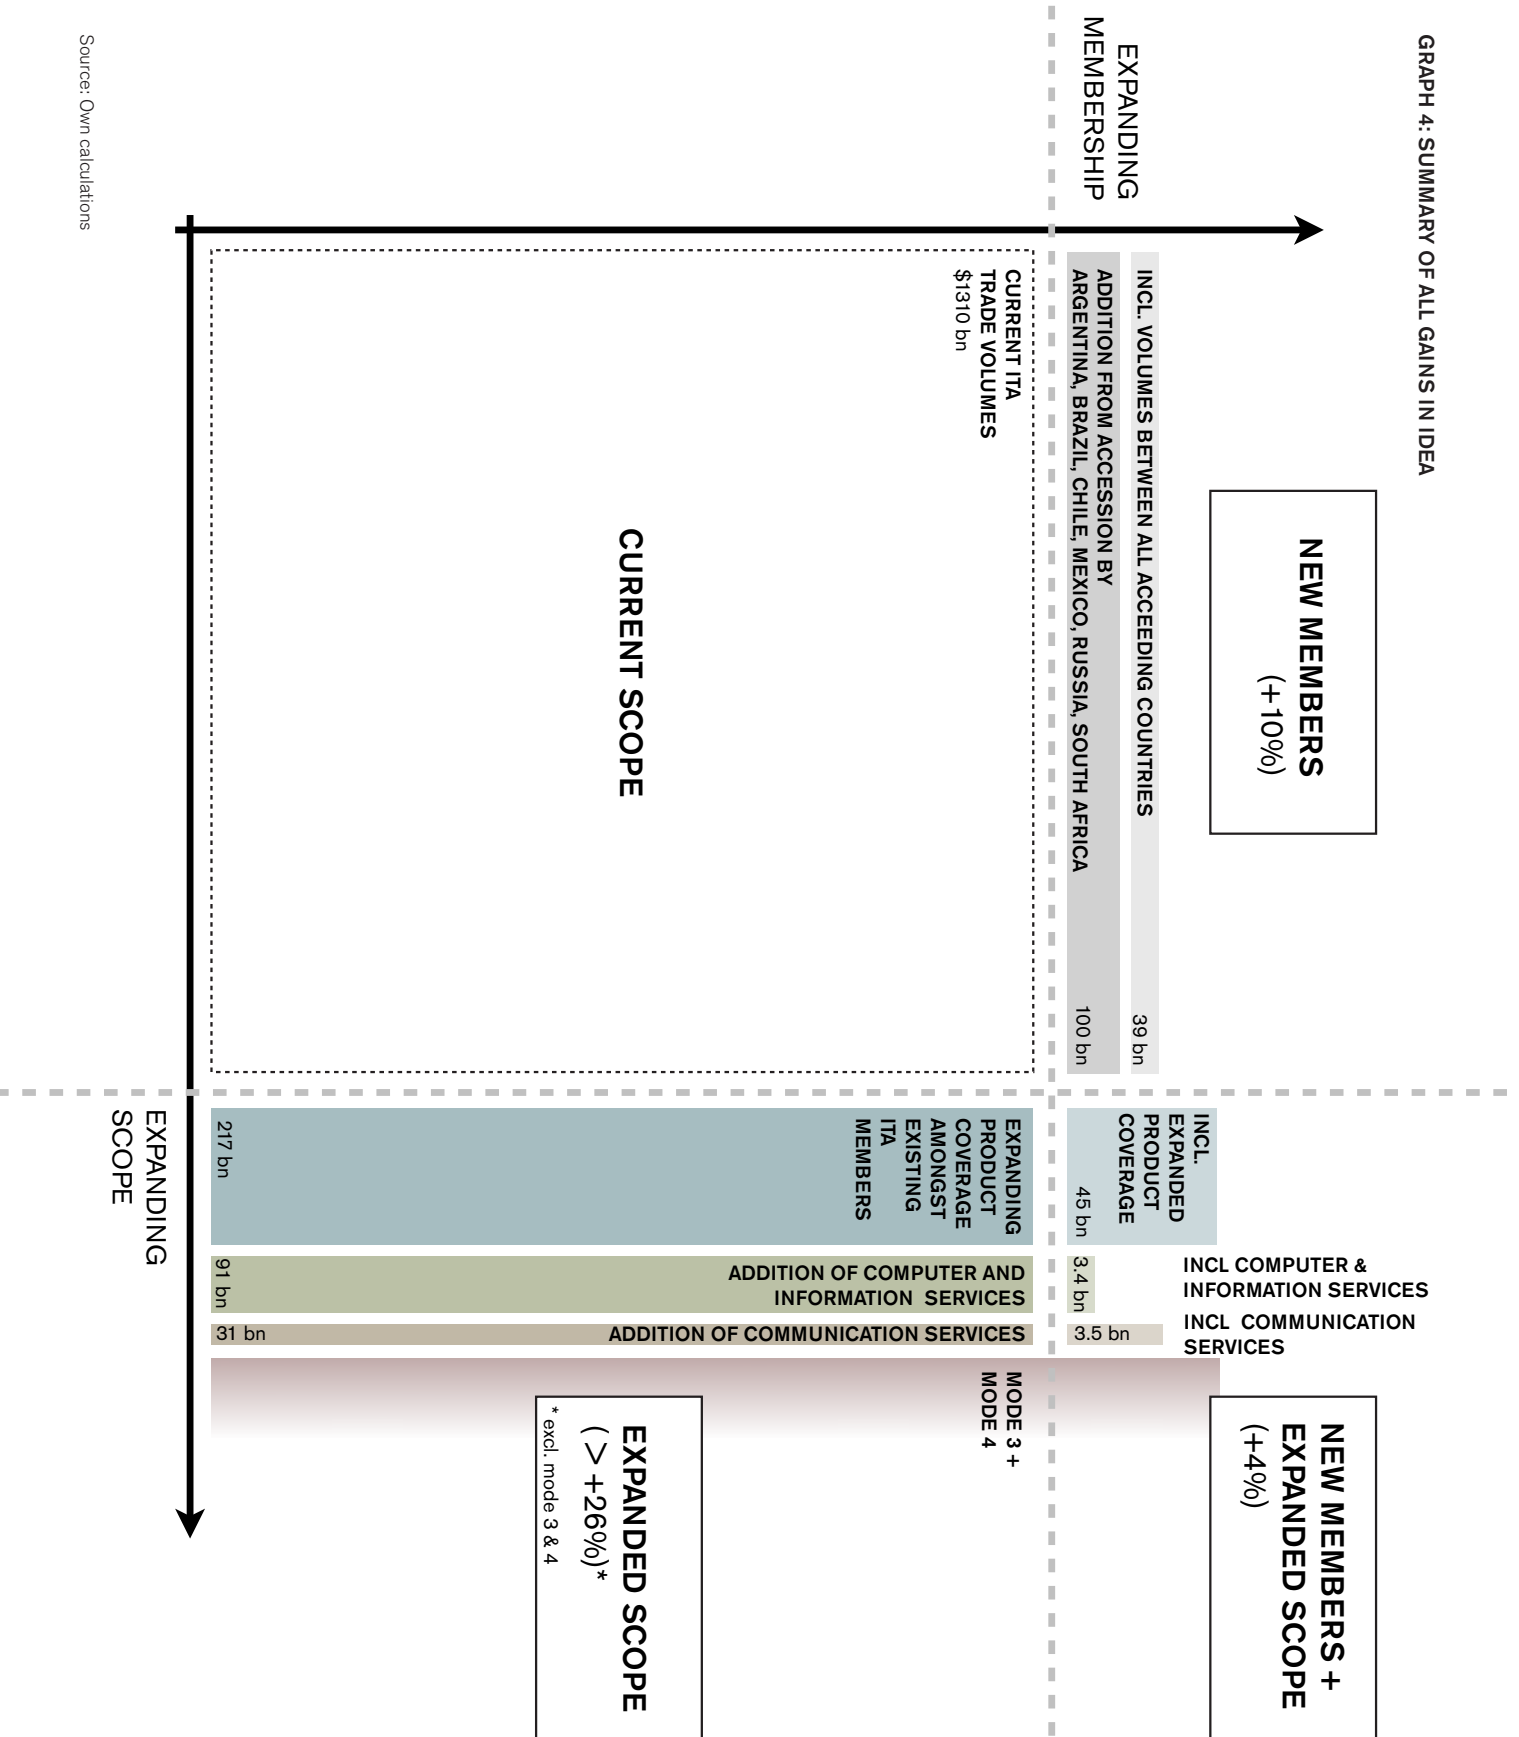 GRAPH 4: SUMMARY OF ALL GAINS IN IDEA
EXPANDING
MEMBERSHIP
NEW MEMBERS
(+10%)
NEW MEMBERS +
EXPANDED SCOPE
(+4%)
INCL. VOLUMES BETWEEN ALL ACCEEDING COUNTRIES
39 bn
ADDITION FROM ACCESSION BY
ARGENTINA, BRAZIL, CHILE, MEXICO, RUSSIA, SOUTH AFRICA
100 bn
INCL.
EXPANDED
PRODUCT
COVERAGE
45 bn
INCL COMPUTER &
INFORMATION SERVICES
3.4 bn
INCL COMMUNICATION
SERVICES
3.5 bn
CURRENT ITA
TRADE VOLUMES
$1310 bn
CURRENT SCOPE
EXPANDING
PRODUCT
COVERAGE
AMONGST
EXISTING
ITA
MEMBERS
217 bn
ADDITION OF COMPUTER AND
INFORMATION SERVICES
91 bn
ADDITION OF COMMUNICATION SERVICES
31 bn
MODE 3 +
MODE 4
EXPANDED SCOPE
(> +26%)*
* excl. mode 3 & 4
EXPANDING
SCOPE
Source: Own calculations